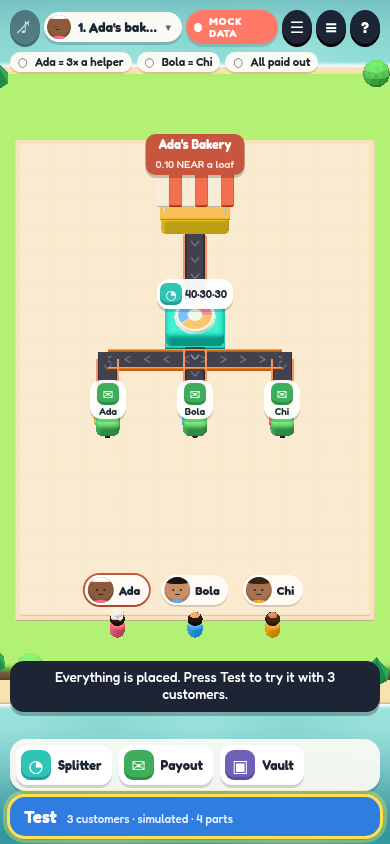 1. Ada's bak...
MOCK DATA
?
Ada = 3× a helper
Bola = Chi
All paid out
Ada's Bakery
0.10 NEAR a loaf
40-30-30
Ada
Bola
Chi
Ada
Bola
Chi
Everything is placed. Press Test to try it with 3
customers.
Splitter
Payout
Vault
Test
3 customers · simulated · 4 parts